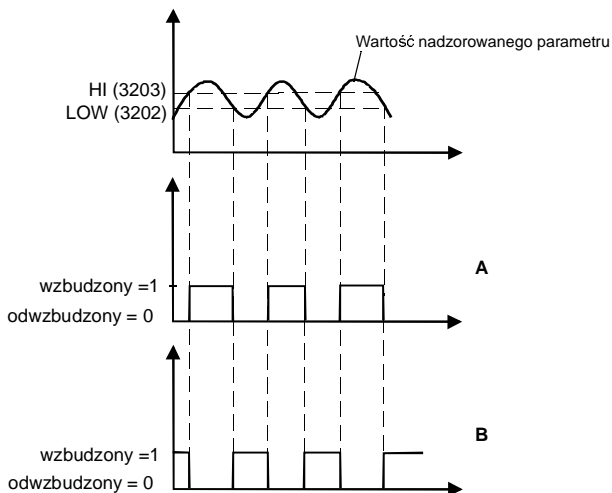 Wartość nadzorowanego parametru
HI (3203)
LOW (3202)
A
wzbudzony =1
odwzbudzony = 0
B
wzbudzony =1
odwzbudzony = 0